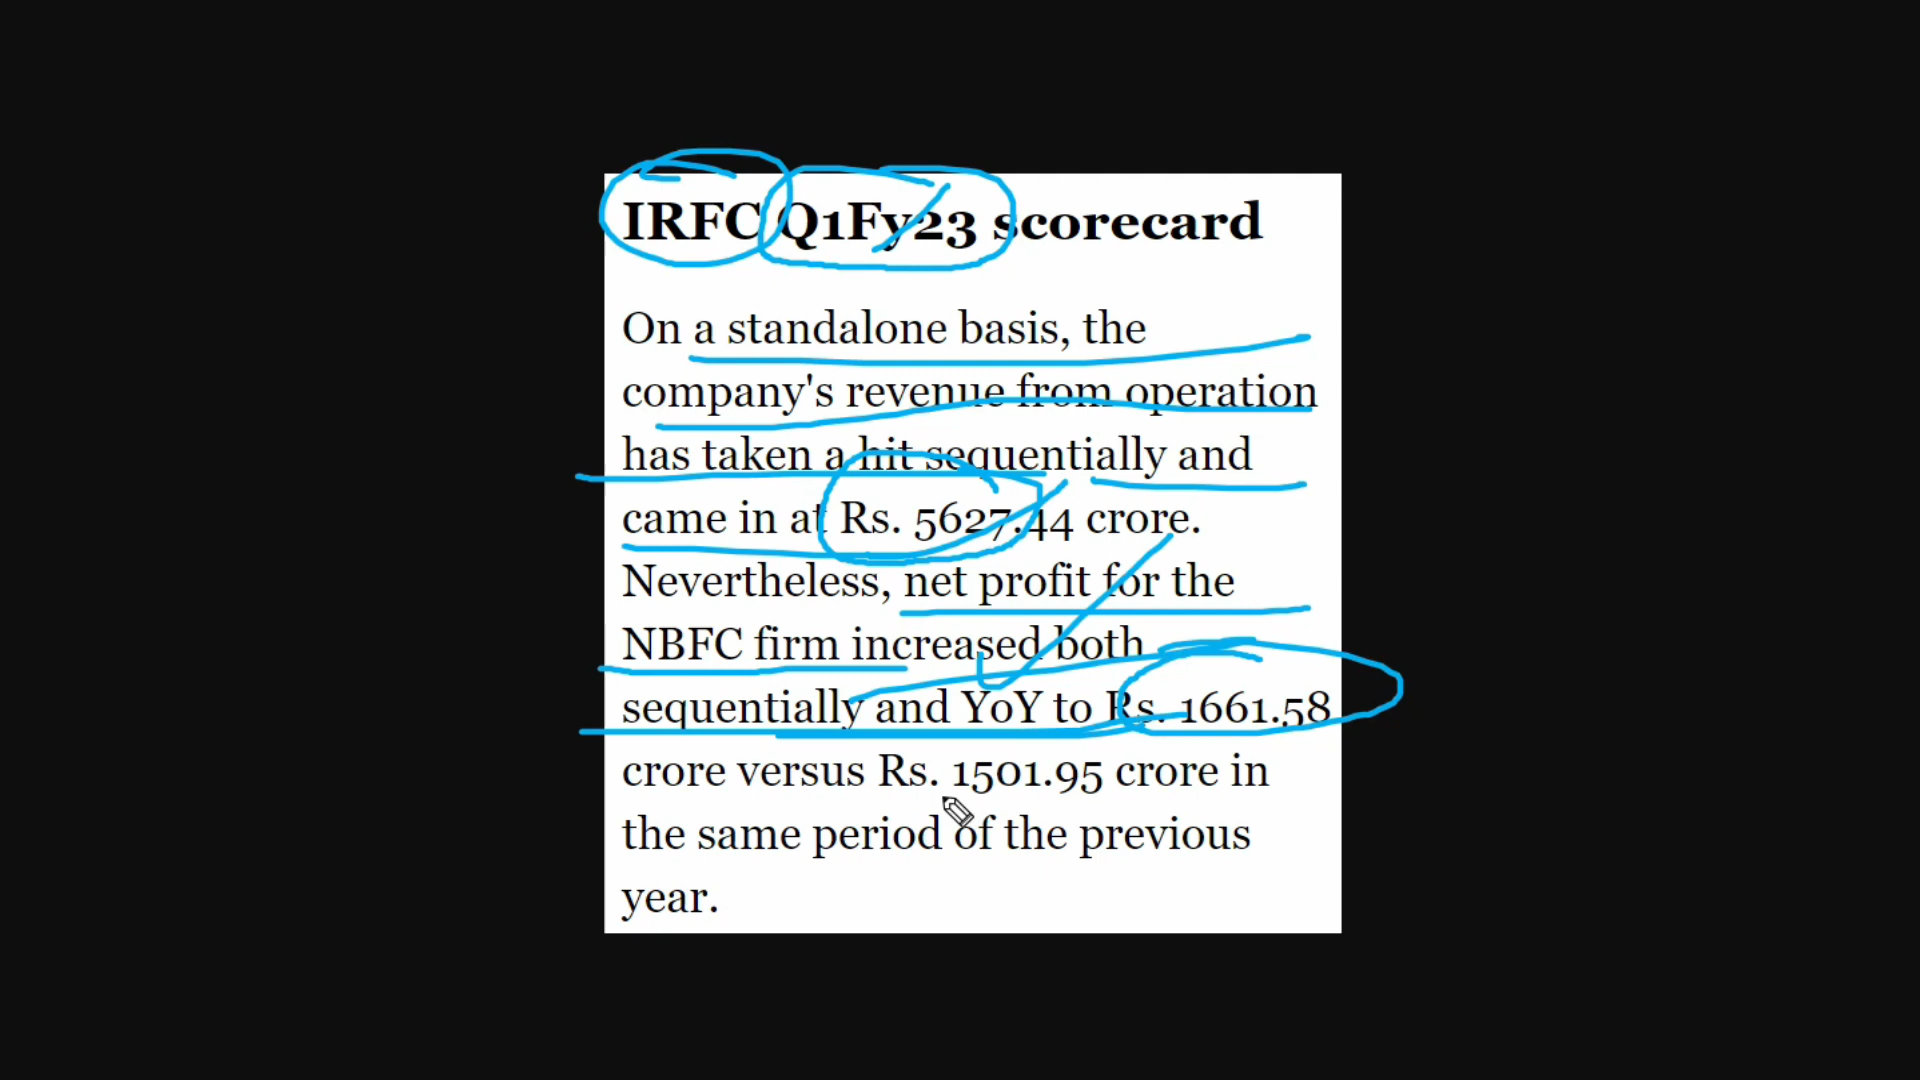 IRFC Q1Fy23 scorecard
On a standalone basis, the
company's revenue from operation
has taken a hit sequentially and
came in at Rs. 5627.44 crore.
Nevertheless, net profit for the
NBFC firm increased both
sequentially and YoY to Rs. 1661.58
crore versus Rs. 1501.95 crore in
the same period of the previous
year.